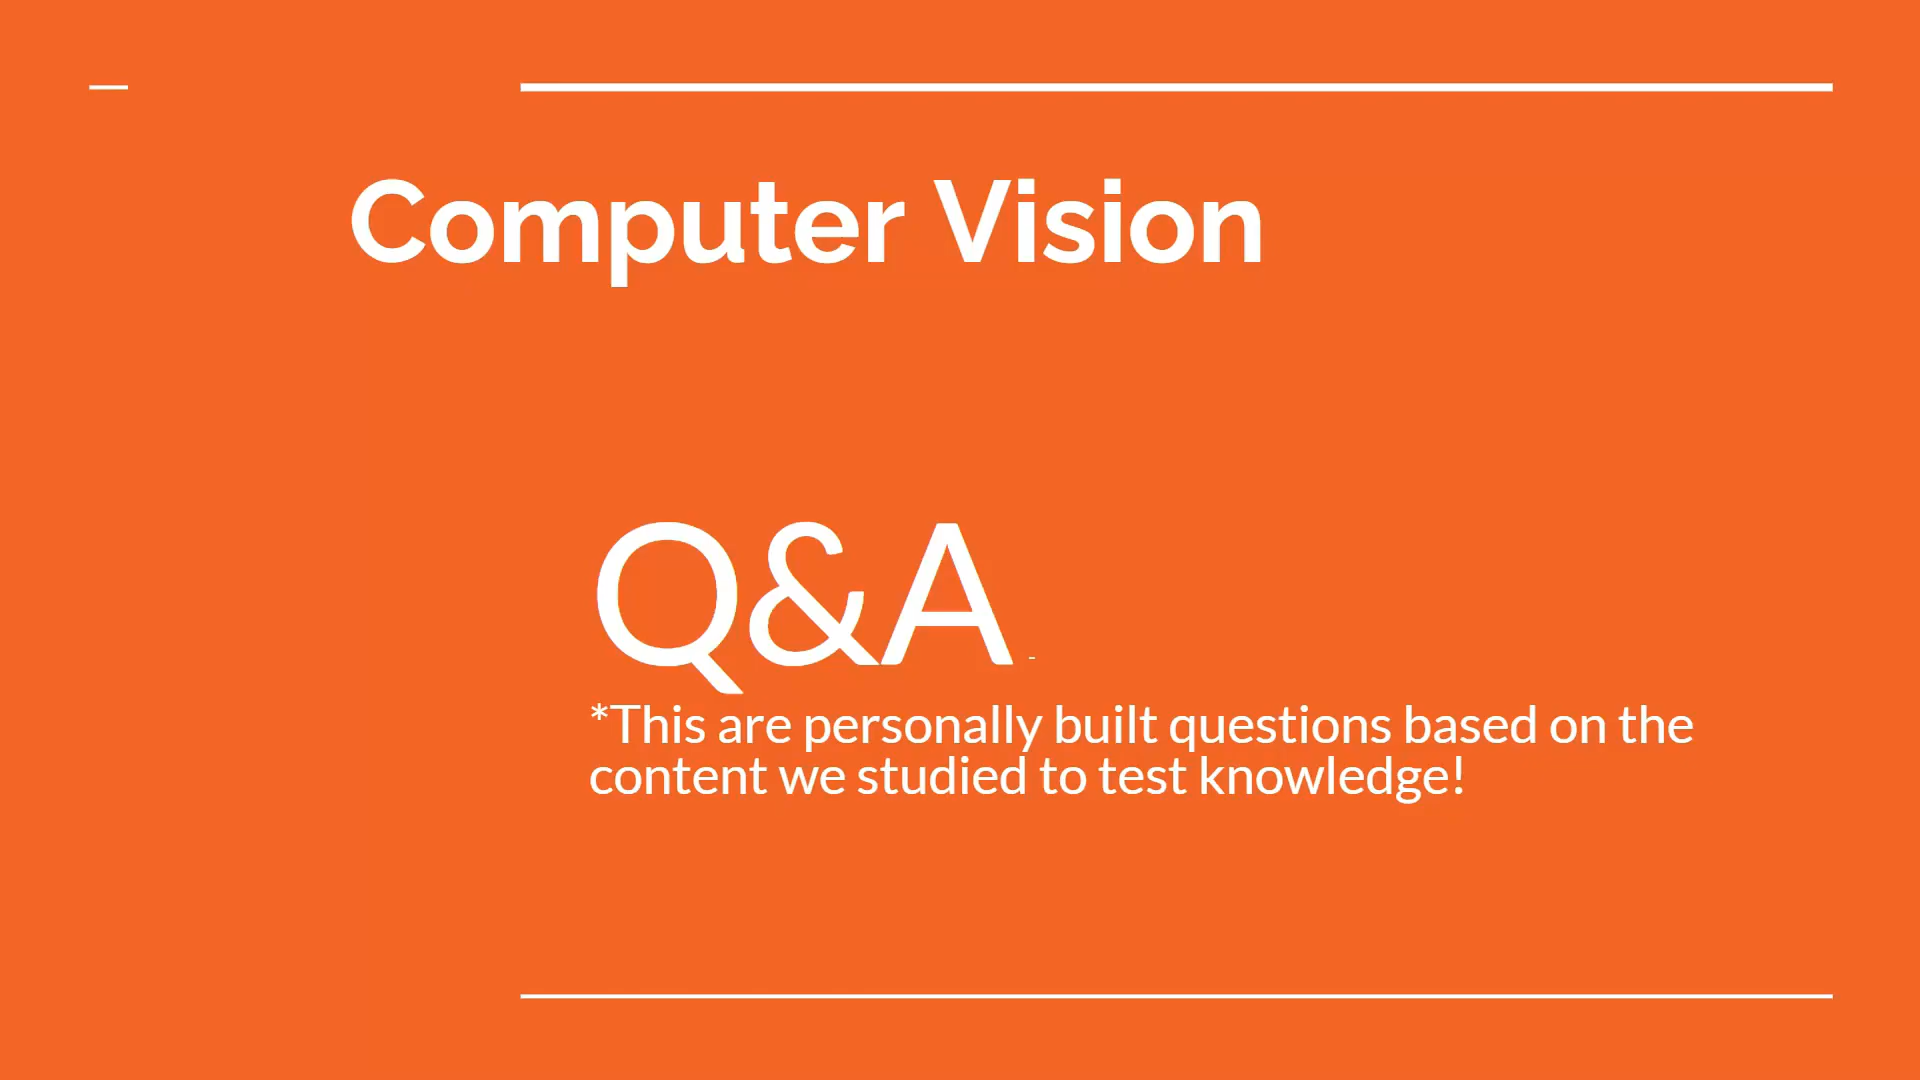 Computer Vision
Q&A -
*This are personally built questions based on the
content we studied to test knowledge!